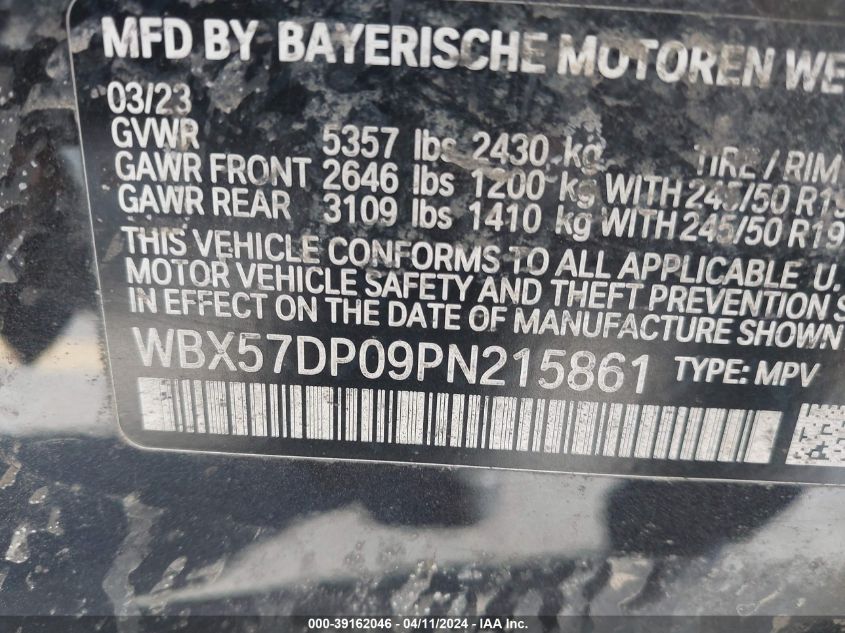 MFD BY BAYERISCHE MOTOREN WE
03/23
GVWR 5357 lbs 2430 kg TIRE / RIM
GAWR FRONT 2646 lbs 1200 kg WITH 245/50 R19
GAWR REAR 3109 lbs 1410 kg WITH 245/50 R19
THIS VEHICLE CONFORMS TO ALL APPLICABLE U.
MOTOR VEHICLE SAFETY AND THEFT PREVENTION S
IN EFFECT ON THE DATE OF MANUFACTURE SHOWN
WBX57DP09PN215861 TYPE: MPV
000-39162046 - 04/11/2024 - IAA Inc.